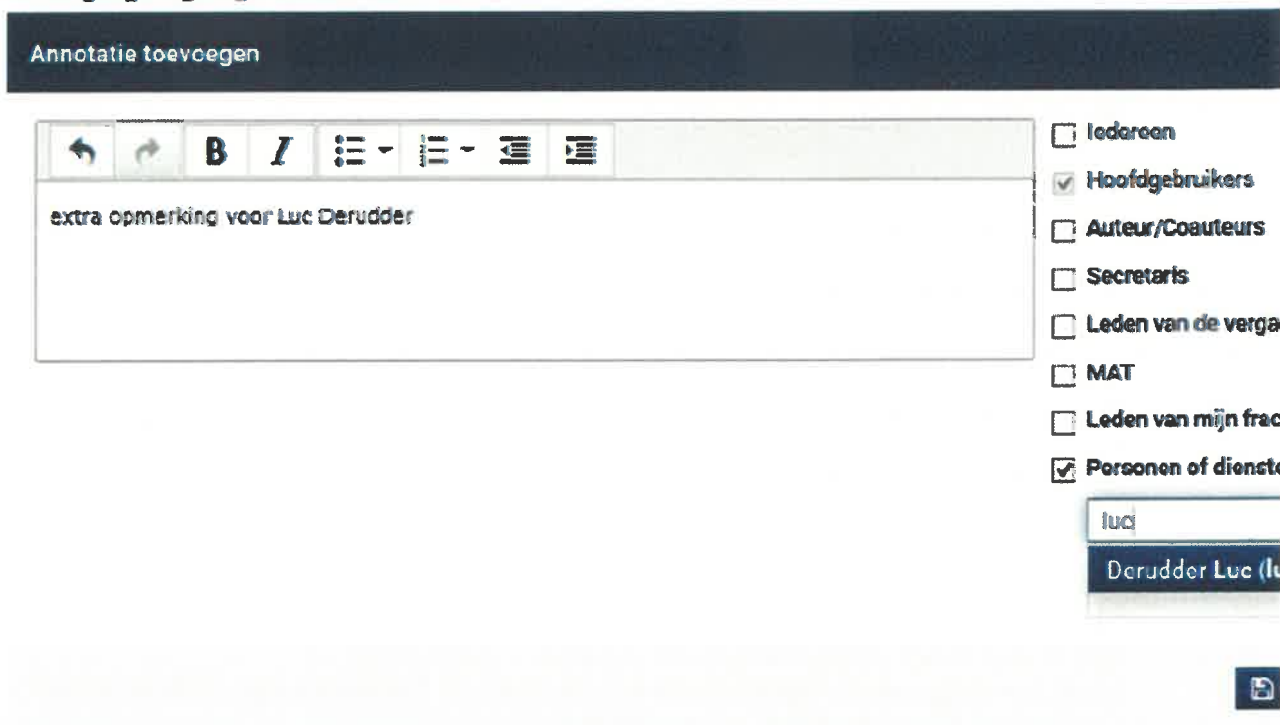 Annotatie toevoegen
B I
extra opmerking voor Luc Derudder
Iedereen
Hoofdgebruikers
Auteur/Coauteurs
Secretaris
Leden van de verga
MAT
Leden van mijn frac
Personen of dienste
luc
Derudder Luc (lu